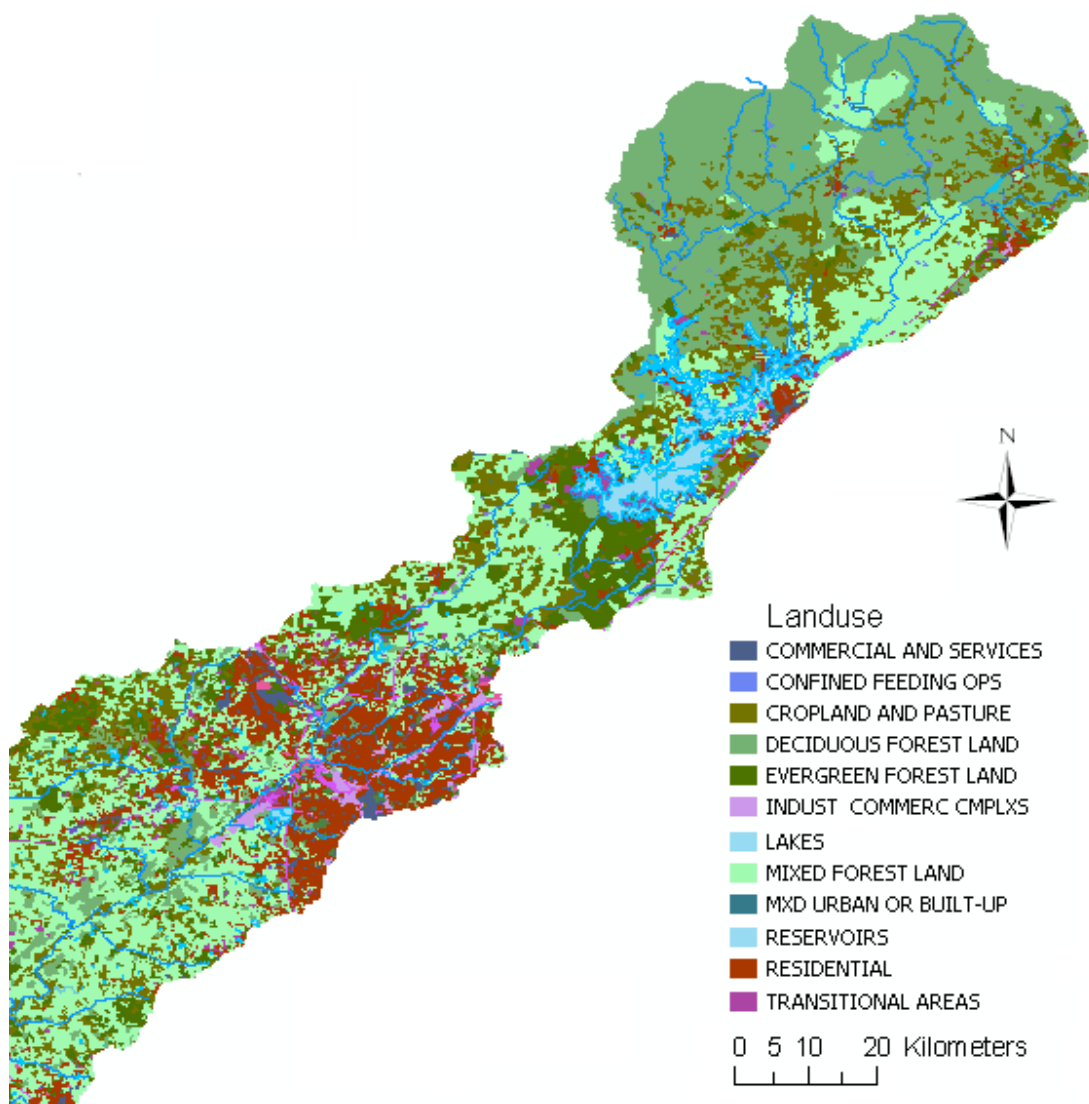 N
Landuse
COMMERCIAL AND SERVICES
CONFINED FEEDING OPS
CROPLAND AND PASTURE
DECIDUOUS FOREST LAND
EVERGREEN FOREST LAND
INDUST COMMERC CMPLXS
LAKES
MIXED FOREST LAND
MXD URBAN OR BUILT-UP
RESERVOIRS
RESIDENTIAL
TRANSITIONAL AREAS
0 5 10 20 Kilometers